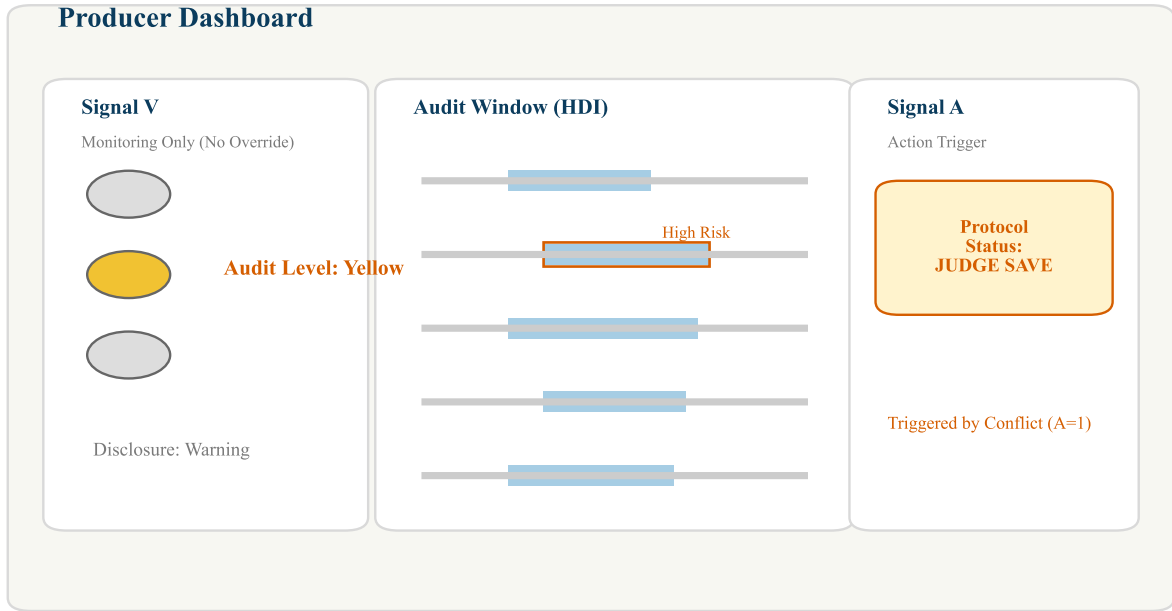 Producer Dashboard
Signal V
Monitoring Only (No Override)
Audit Level: Yellow
Disclosure: Warning
Audit Window (HDI)
High Risk
Signal A
Action Trigger
Protocol
Status:
JUDGE SAVE
Triggered by Conflict (A=1)